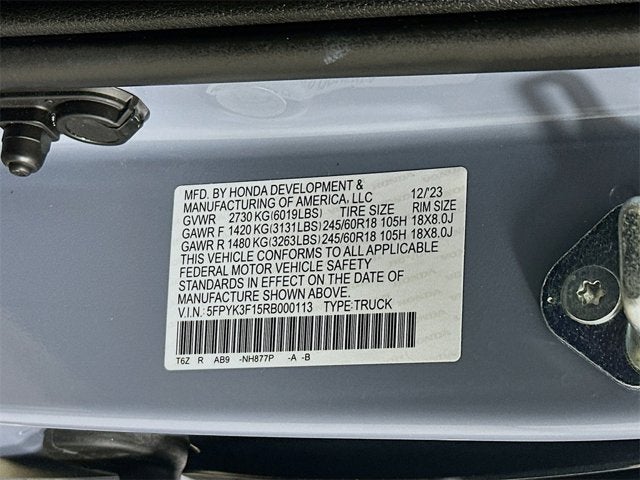 MFD. BY HONDA DEVELOPMENT &
MANUFACTURING OF AMERICA, LLC 12/'23
GVWR 2730 KG(6019LBS) TIRE SIZE RIM SIZE
GAWR F 1420 KG(3131LBS) 245/60R18 105H 18X8.0J
GAWR R 1480 KG(3263LBS) 245/60R18 105H 18X8.0J
THIS VEHICLE CONFORMS TO ALL APPLICABLE
FEDERAL MOTOR VEHICLE SAFETY
STANDARDS IN EFFECT ON THE DATE OF
MANUFACTURE SHOWN ABOVE.
V.I.N.:5FPYK3F15RB000113 TYPE:TRUCK
T6Z R AB9 -NH877P -A -B